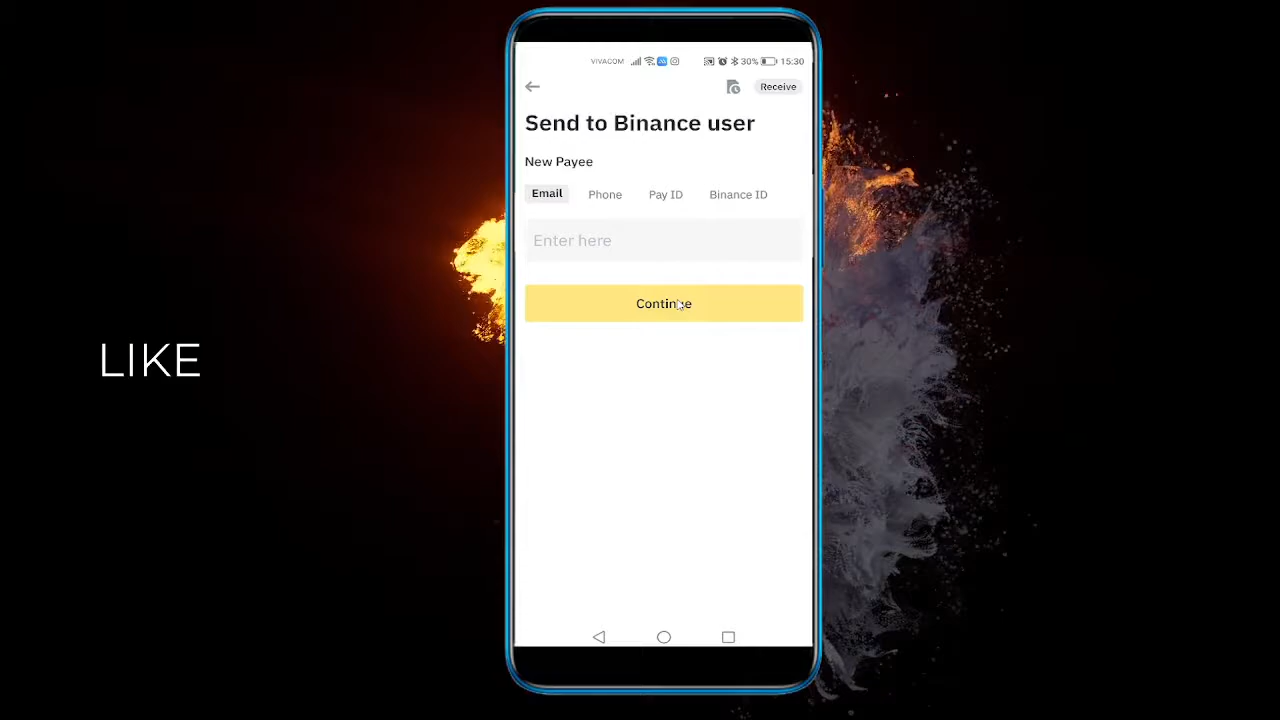 VIVACOM 30% 15:30
Receive
Send to Binance user
New Payee
Email Phone Pay ID Binance ID
Enter here
Continue
LIKE